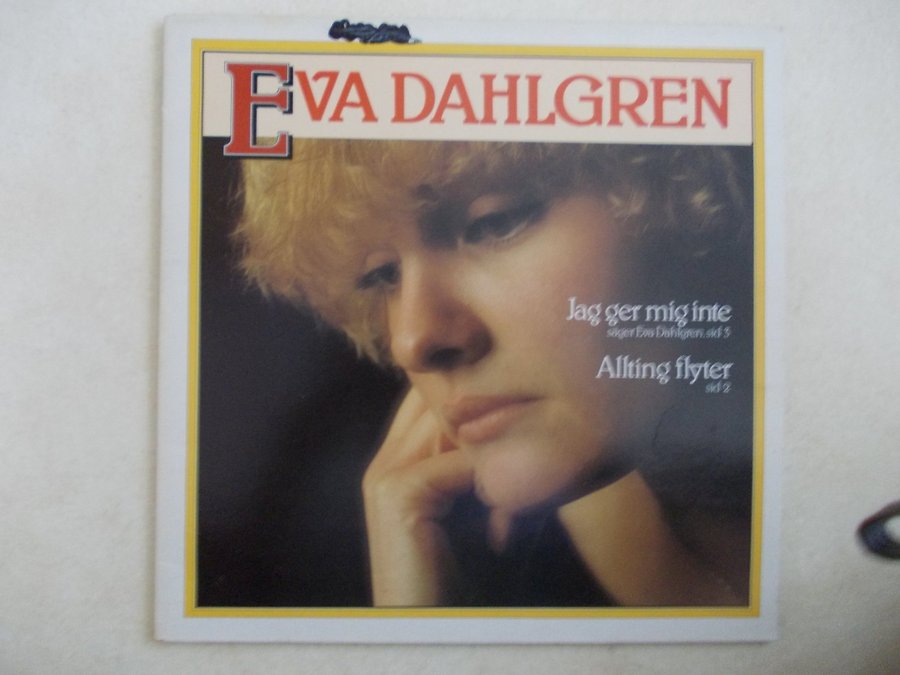 EVA DAHLGREN
Jag ger mig inte
säger Eva Dahlgren, sid 3
Allting flyter
sid 2